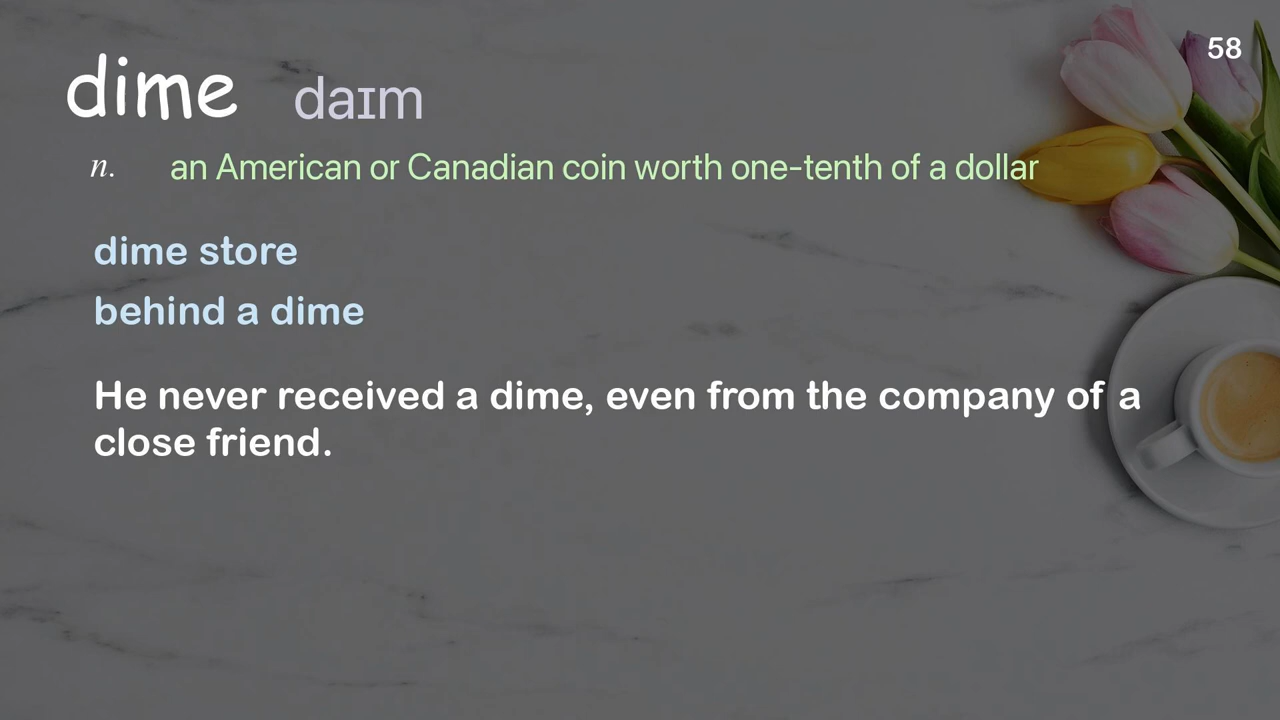 58
dime daɪm
n. an American or Canadian coin worth one-tenth of a dollar
dime store
behind a dime
He never received a dime, even from the company of a
close friend.